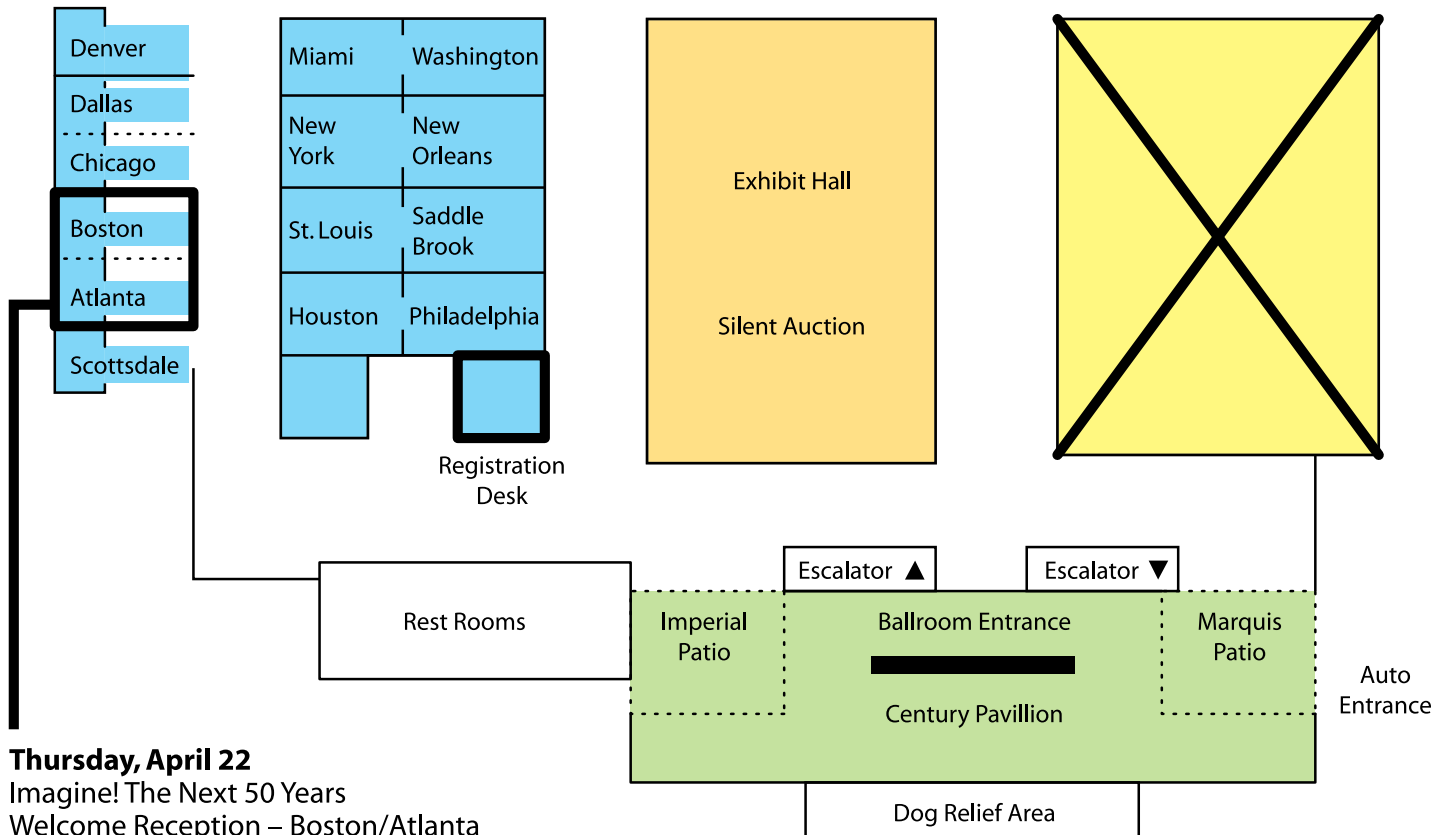 Denver
Dallas
Chicago
Boston
Atlanta
Scottsdale
Miami
Washington
New
York
New
Orleans
St. Louis
Saddle
Brook
Houston
Philadelphia
Registration
Desk
Exhibit Hall
Silent Auction
Rest Rooms
Escalator ▲
Escalator ▼
Imperial
Patio
Ballroom Entrance
Marquis
Patio
Century Pavillion
Auto
Entrance
Dog Relief Area
Thursday, April 22
Imagine! The Next 50 Years
Welcome Reception – Boston/Atlanta